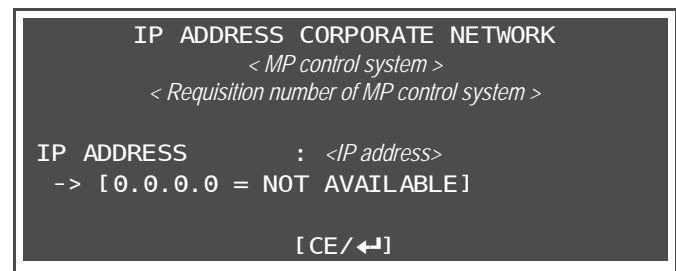 IP ADDRESS CORPORATE NETWORK
< MP control system >
< Requisition number of MP control system >
IP ADDRESS : <IP address>
-> [0.0.0.0 = NOT AVAILABLE]
[CE/↵]